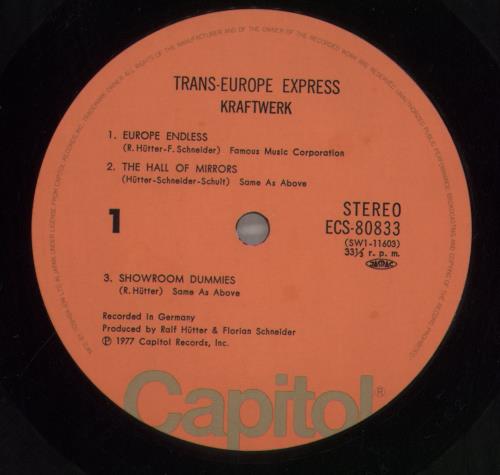 TRANS-EUROPE EXPRESS
KRAFTWERK
1. EUROPE ENDLESS
(R. Hütter-F. Schneider) Famous Music Corporation
2. THE HALL OF MIRRORS
(Hütter-Schneider-Schult) Same As Above
1
STEREO
ECS-80833
(SW1-11603)
33⅓ r. p. m.
JASRAC
3. SHOWROOM DUMMIES
(R. Hütter) Same As Above
Recorded in Germany
Produced by Ralf Hütter & Florian Schneider
Ⓟ 1977 Capitol Records, Inc.
Capitol®